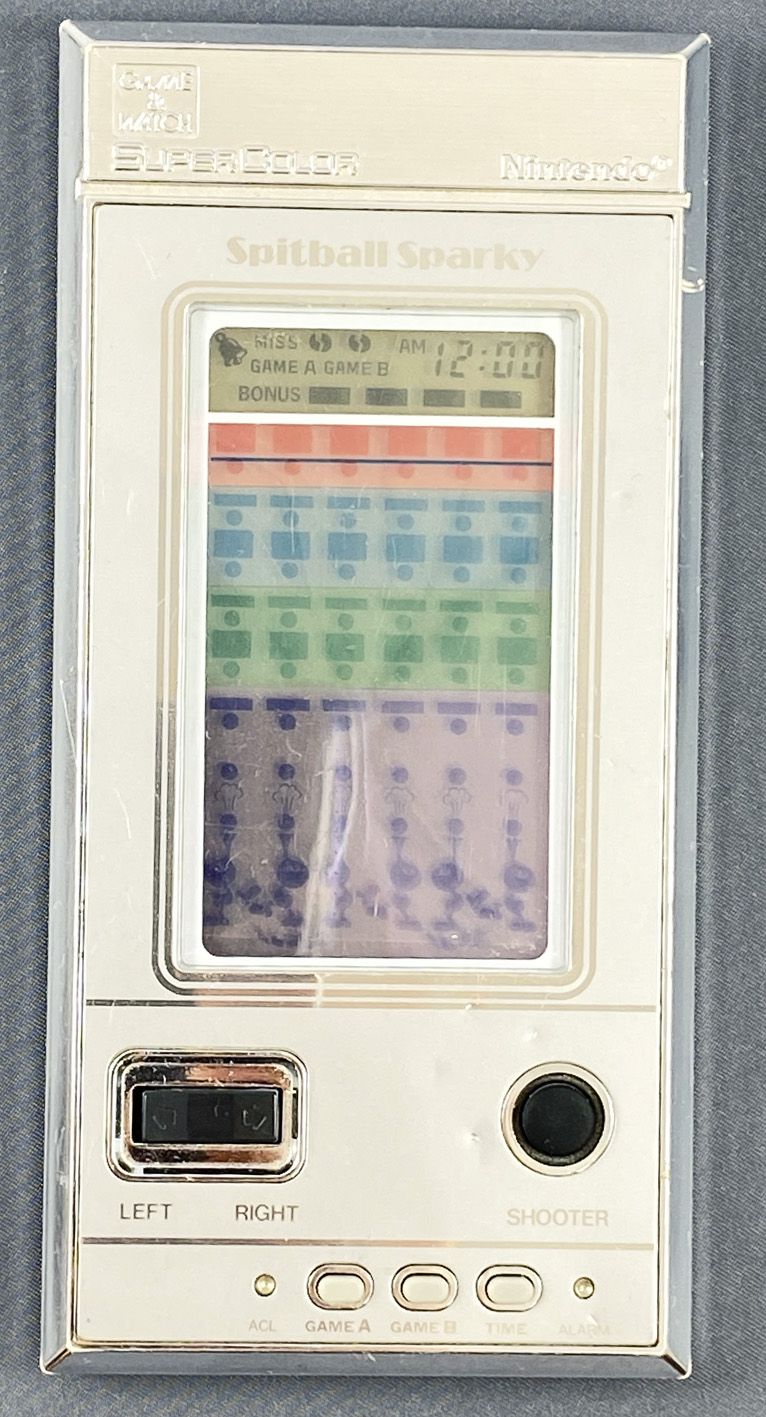 GAME
&
WATCH
SUPER COLOR Nintendo®
Spitball Sparky
MISS AM 12:00
GAME A GAME B
BONUS
LEFT RIGHT SHOOTER
ACL GAME A GAME B TIME ALARM